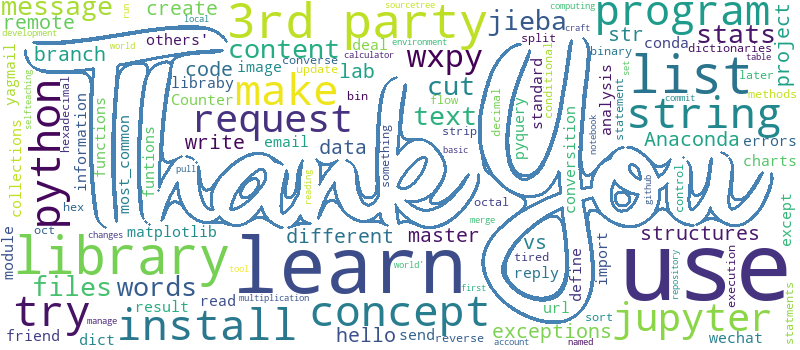 message
create
remote
others'
3rd party
jieba
program
stats
development
run
local
sourcetree
computing
world
calculator
environment
craft
branch
code
image
content
converse
deal
wxpy
split
str
conda
binary
dictionaries
project
table
yagmail
selfteaching
hexadecimal
libraby
update
lab
cut
standard
conditional
analysis
statement
set
list
later
methods
Counter
make
bin
flow
text
decimal
pyquery
commit
string
collections
python
information
functions
most_common
funtions
request
write
email
data
strip
something
basic
conversition
notebook
Anaconda
errors
charts
Thank You
pull
reading
octal
merge
github
control
except
hex
oct
changes
matplotlib
different
master
vs
tired
reply
define
import
structures
module
library
files
words
tool
learn
world'
first
url
use
repository
execution
statments
try
install
result
read
multiplication
concept
exceptions
sort
jupyter
friend
dict
manage
hello
send
reverse
account
named
wechat